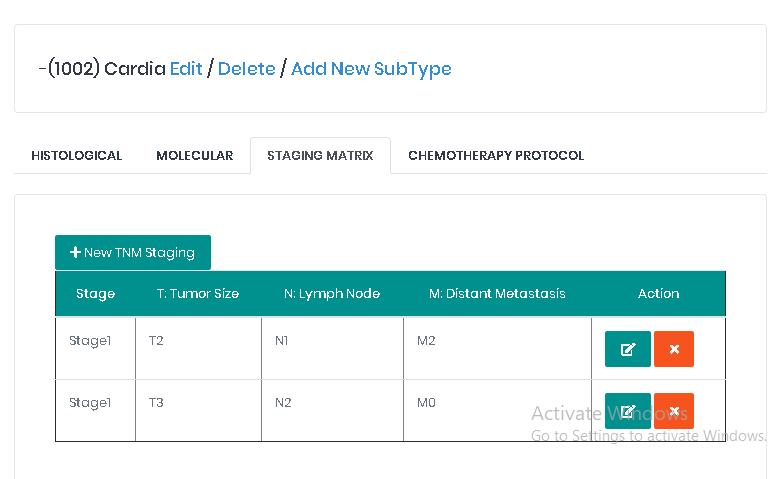 -(1002) Cardia Edit / Delete / Add New SubType
HISTOLOGICAL MOLECULAR STAGING MATRIX CHEMOTHERAPY PROTOCOL
+ New TNM Staging
Stage T: Tumor Size N: Lymph Node M: Distant Metastasis Action
Stage1 T2 N1 M2
Stage1 T3 N2 M0
Activate Windows
Go to Settings to activate Windows.